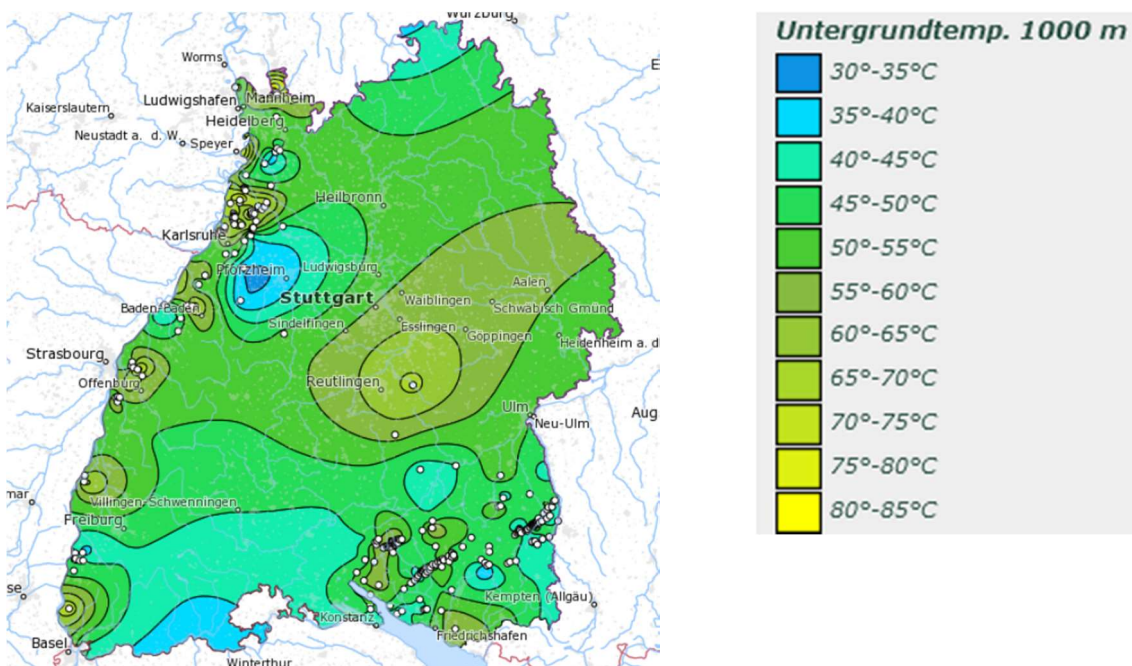 Würzburg
Worms
Kaiserslautern
Ludwigshafen
Mannheim
Heidelberg
Neustadt a. d. W.
Speyer
Heilbronn
Karlsruhe
Pforzheim
Ludwigsburg
Aalen
Stuttgart
Waiblingen
Schwäbisch Gmünd
Baden-Baden
Sindelfingen
Esslingen
Göppingen
Heidenheim a. d
Strasbourg
Offenburg
Reutlingen
Ulm
Neu-Ulm
Aug
mar
Villingen-Schwenningen
Freiburg
se
Kempten (Allgäu)
Konstanz
Friedrichshafen
Basel
Winterthur
E
Untergrundtemp. 1000 m
30°-35°C
35°-40°C
40°-45°C
45°-50°C
50°-55°C
55°-60°C
60°-65°C
65°-70°C
70°-75°C
75°-80°C
80°-85°C